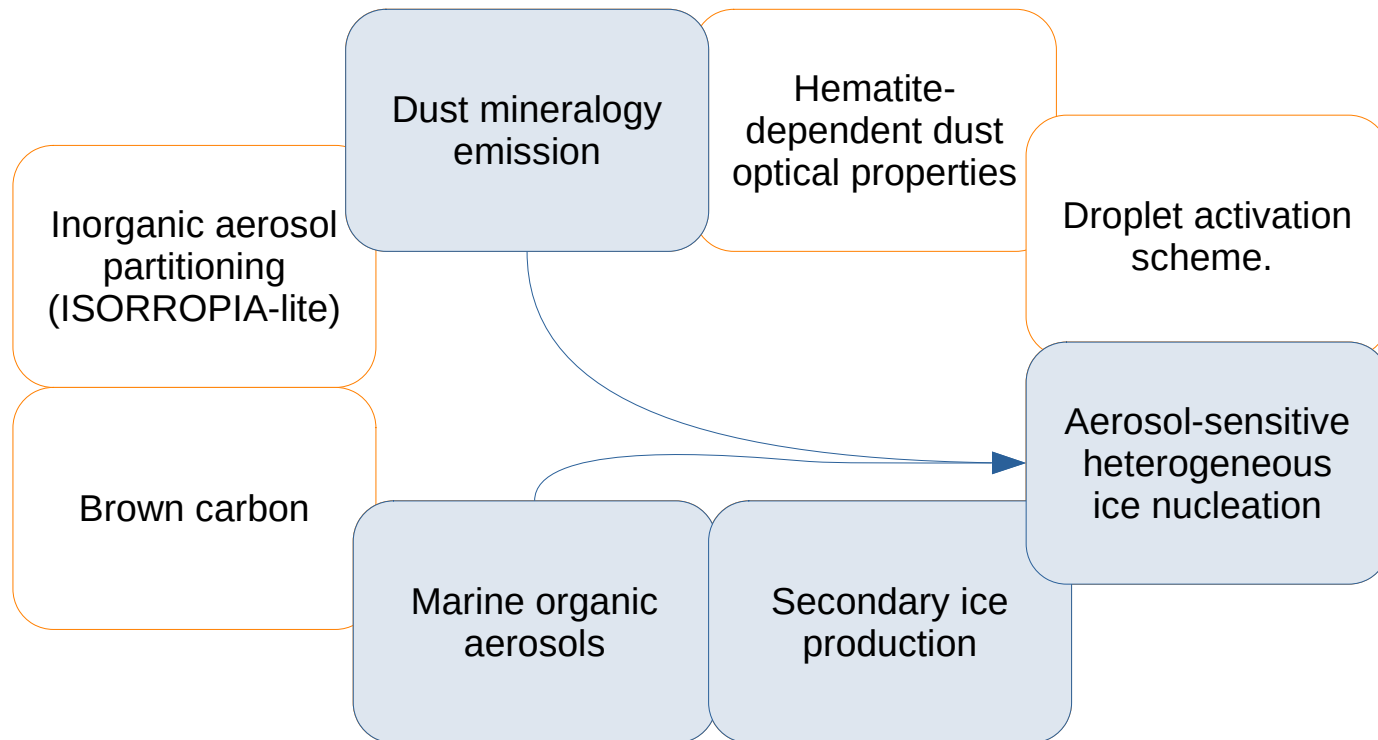 Dust mineralogy
emission
Hematite-
dependent dust
optical properties
Inorganic aerosol
partitioning
(ISORROPIA-lite)
Droplet activation
scheme.
Brown carbon
Aerosol-sensitive
heterogeneous
ice nucleation
Marine organic
aerosols
Secondary ice
production